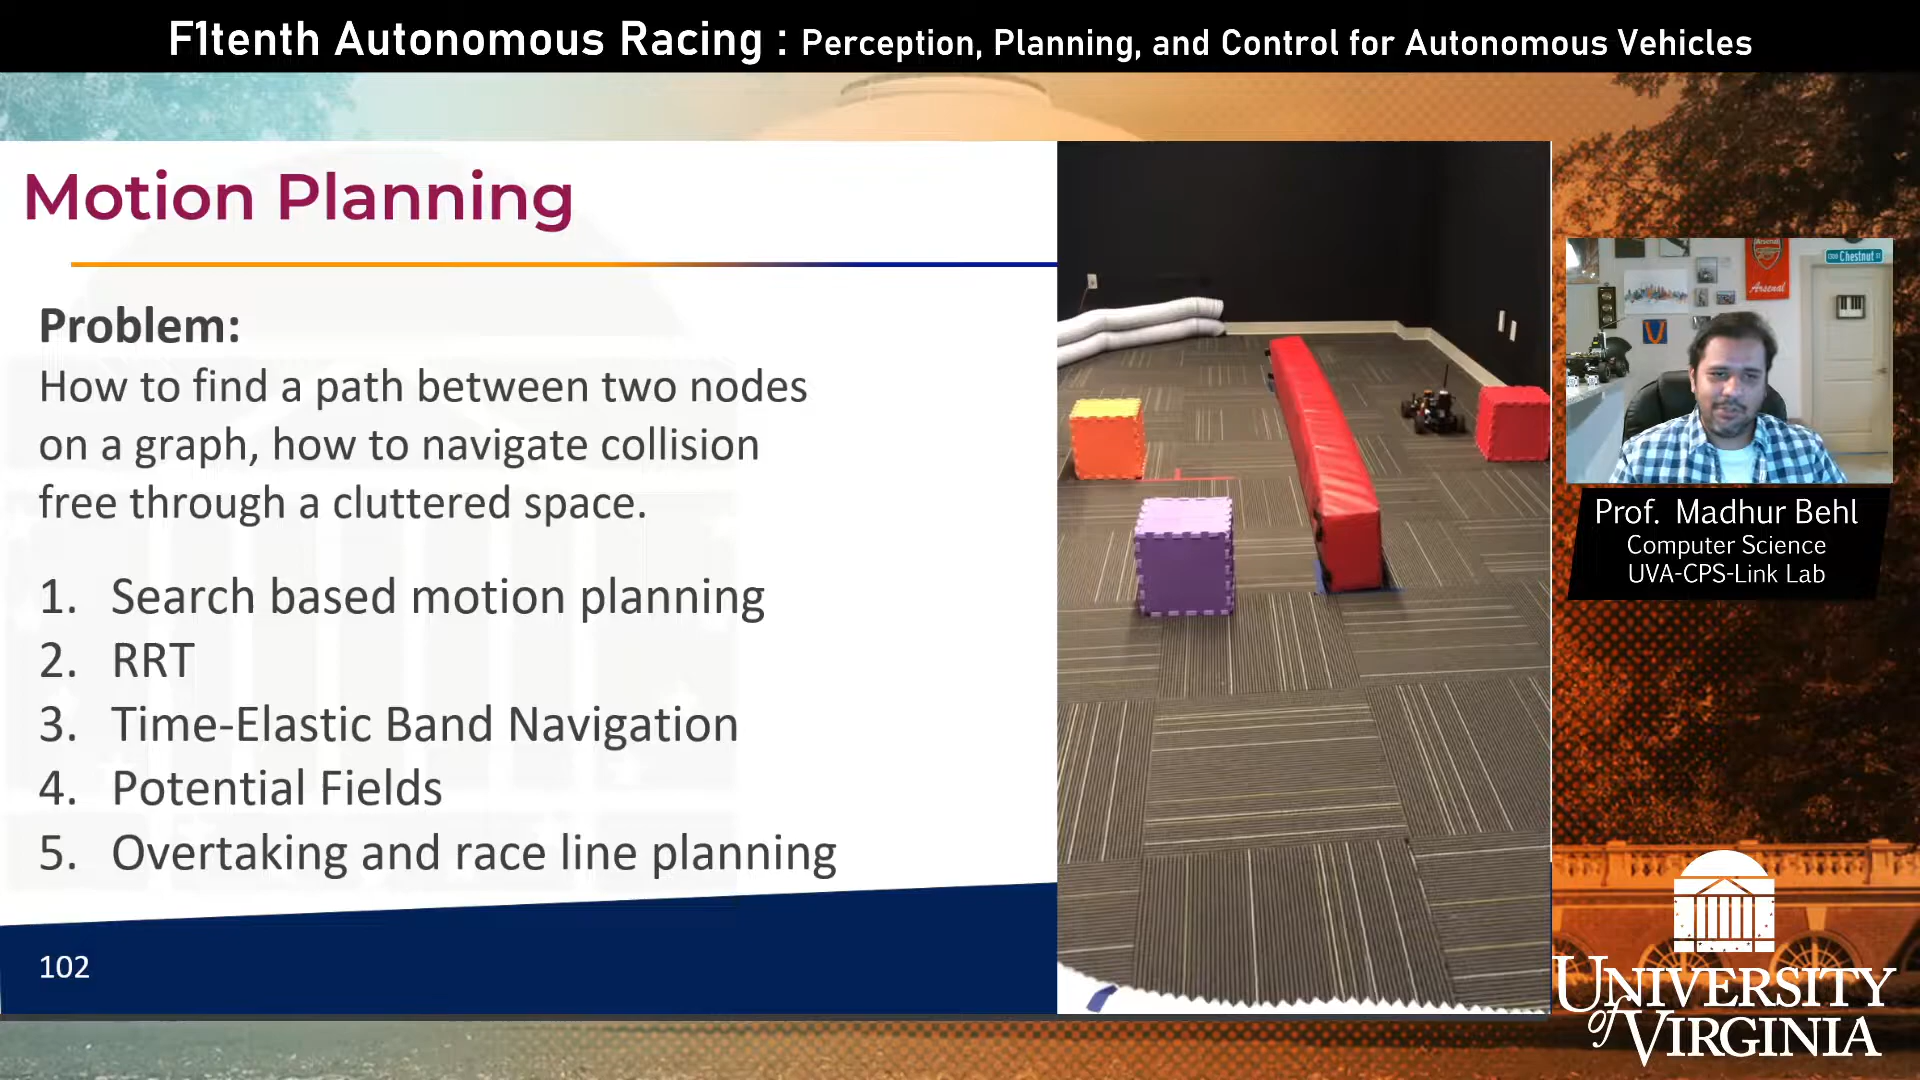 F1tenth Autonomous Racing : Perception, Planning, and Control for Autonomous Vehicles
Motion Planning
Problem:
How to find a path between two nodes
on a graph, how to navigate collision
free through a cluttered space.
1. Search based motion planning
2. RRT
3. Time-Elastic Band Navigation
4. Potential Fields
5. Overtaking and race line planning
102
Chestnut
Arsenal
Arsenal
Prof. Madhur Behl
Computer Science
UVA-CPS-Link Lab
UNIVERSITY
of VIRGINIA